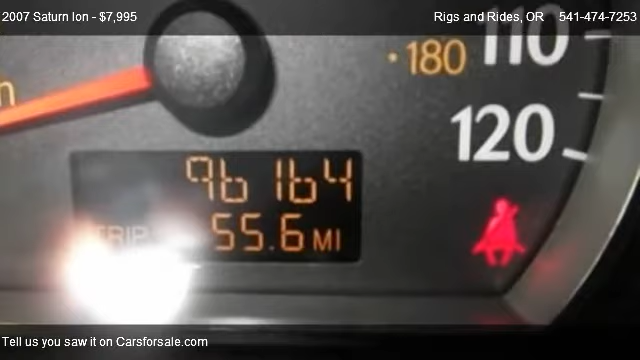 2007 Saturn Ion - $7,995
Rigs and Rides, OR 541-474-7253
110
180
120
96164
TRIP 55.6 MI
Tell us you saw it on Carsforsale.com